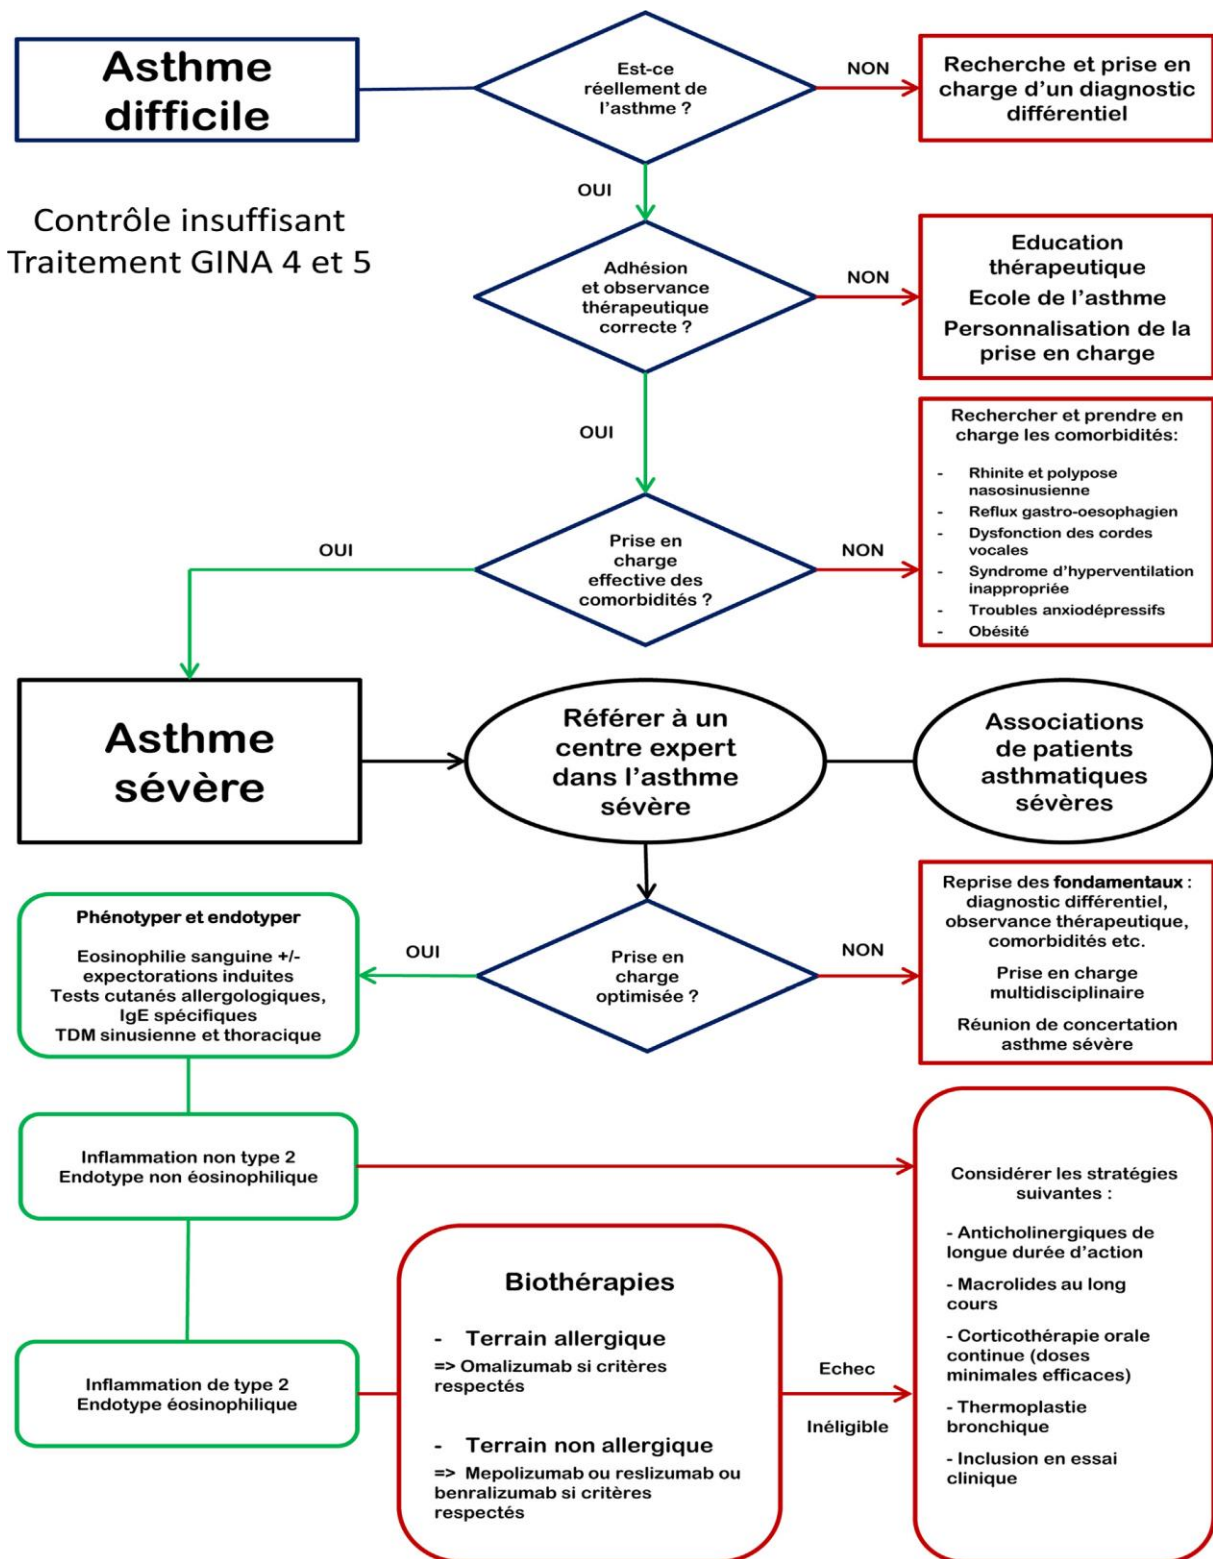 Asthme
difficile
Est-ce
réellement de
l'asthme ?
NON
Recherche et prise en
charge d'un diagnostic
différentiel
OUI
Contrôle insuffisant
Traitement GINA 4 et 5
Adhésion
et observance
thérapeutique
correcte ?
NON
Education
thérapeutique
Ecole de l'asthme
Personnalisation de la
prise en charge
OUI
Prise en
charge
effective des
comorbidités ?
NON
Rechercher et prendre en
charge les comorbidités:
- Rhinite et polypose
nasosinusienne
- Reflux gastro-oesophagien
- Dysfonction des cordes
vocales
- Syndrome d'hyperventilation
inappropriée
- Troubles anxiodépressifs
- Obésité
OUI
Asthme
sévère
Référer à un
centre expert
dans l'asthme
sévère
Associations
de patients
asthmatiques
sévères
Prise en
charge
optimisée ?
NON
Reprise des fondamentaux :
diagnostic différentiel,
observance thérapeutique,
comorbidités etc.
Prise en charge
multidisciplinaire
Réunion de concertation
asthme sévère
OUI
Phénotyper et endotyper
Eosinophilie sanguine +/-
expectorations induites
Tests cutanés allergologiques,
IgE spécifiques
TDM sinusienne et thoracique
Inflammation non type 2
Endotype non éosinophilique
Inflammation de type 2
Endotype éosinophilique
Biothérapies
- Terrain allergique
=> Omalizumab si critères
respectés
- Terrain non allergique
=> Mepolizumab ou reslizumab ou
benralizumab si critères
respectés
Echec
Inéligible
Considérer les stratégies
suivantes :
- Anticholinergiques de
longue durée d'action
- Macrolides au long
cours
- Corticothérapie orale
continue (doses
minimales efficaces)
- Thermoplastie
bronchique
- Inclusion en essai
clinique